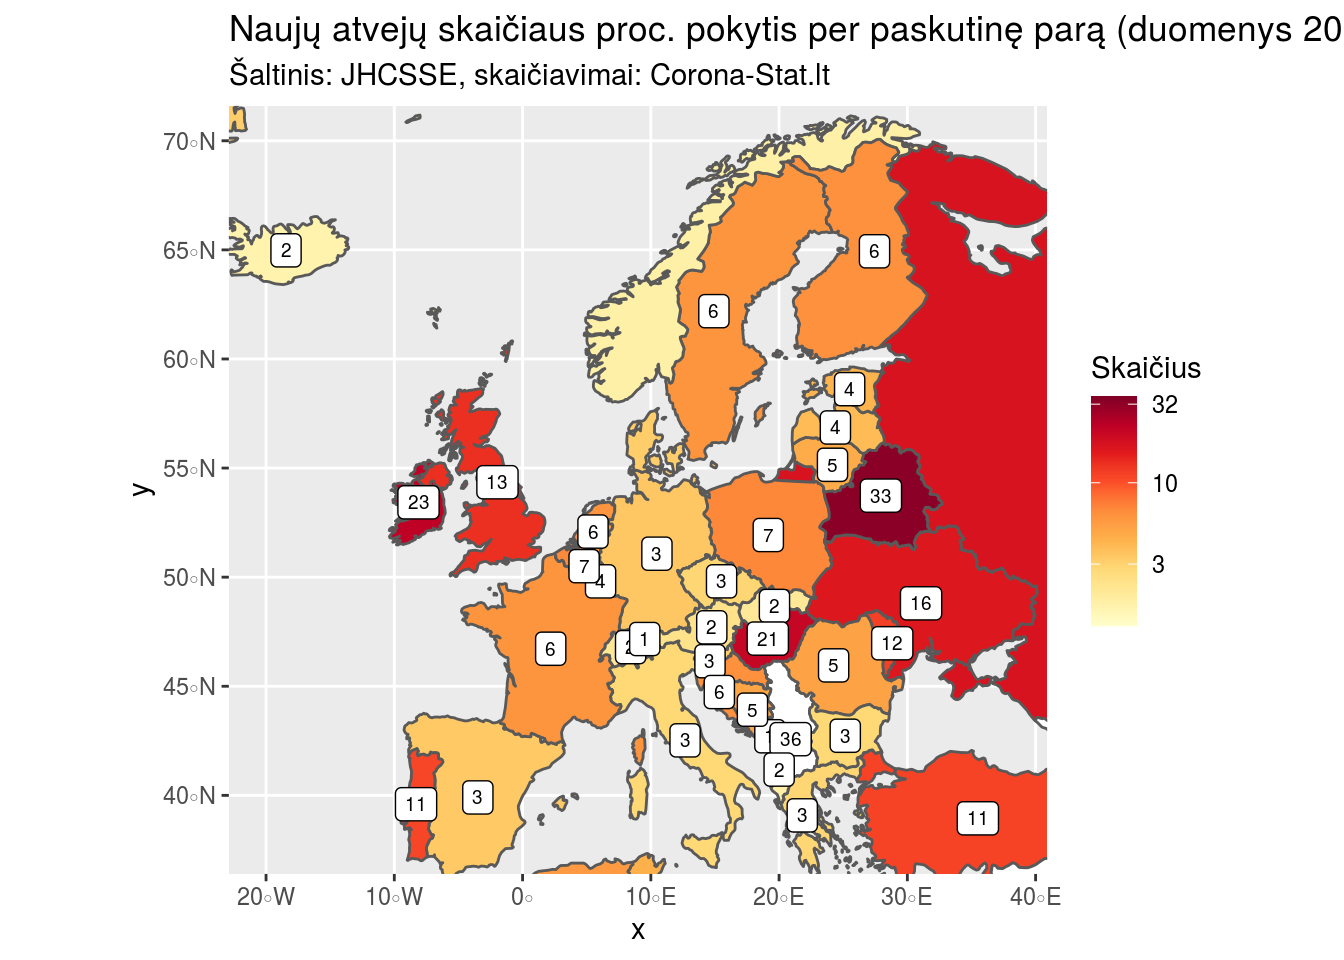 Naujų atvejų skaičiaus proc. pokytis per paskutinę parą (duomenys 20
Šaltinis: JHCSSE, skaičiavimai: Corona-Stat.lt
70°N
65°N
60°N
55°N
50°N
45°N
40°N
y
2
6
6
4
4
5
13
23
33
6
7
3
7
4
3
2
16
2
21
12
1
6
3
5
6
5
3
36
3
2
11
3
3
11
Skaičius
32
10
3
20°W
10°W
0°
10°E
20°E
30°E
40°E
x